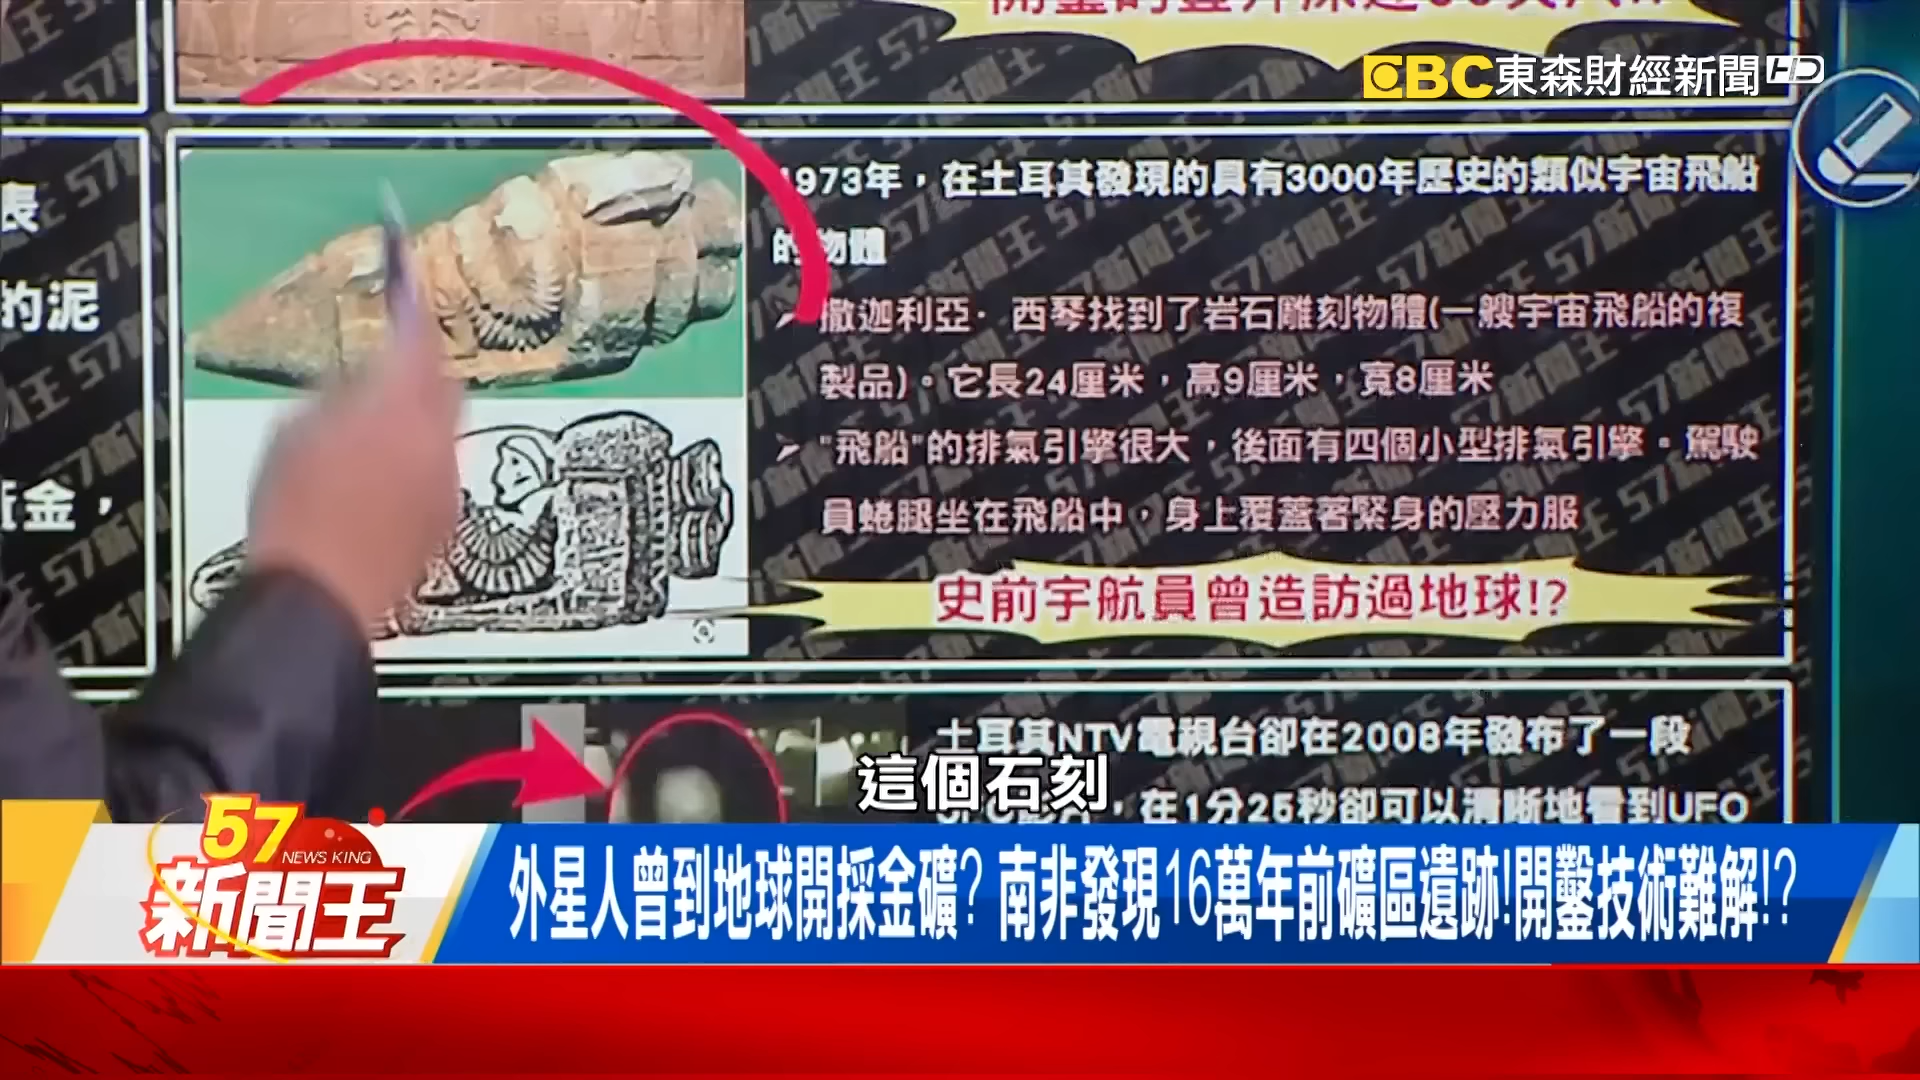 EBC東森財經新聞HD
表
的泥
黃金，
1973年，在土耳其發現的具有3000年歷史的類似宇宙飛船
的物體
撒迦利亞·西琴找到了岩石雕刻物體(一艘宇宙飛船的複
製品)。它長24厘米，高9厘米，寬8厘米
"飛船"的排氣引擎很大，後面有四個小型排氣引擎。駕駛
員蜷腿坐在飛船中，身上覆蓋著緊身的壓力服
史前宇航員曾造訪過地球!?
土耳其NTV電視台卻在2008年發布了一段
，在1分25秒卻可以清晰地看到UFO
這個石刻
57
NEWS KING
新聞王
外星人曾到地球開採金礦? 南非發現16萬年前礦區遺跡!開鑿技術難解!?